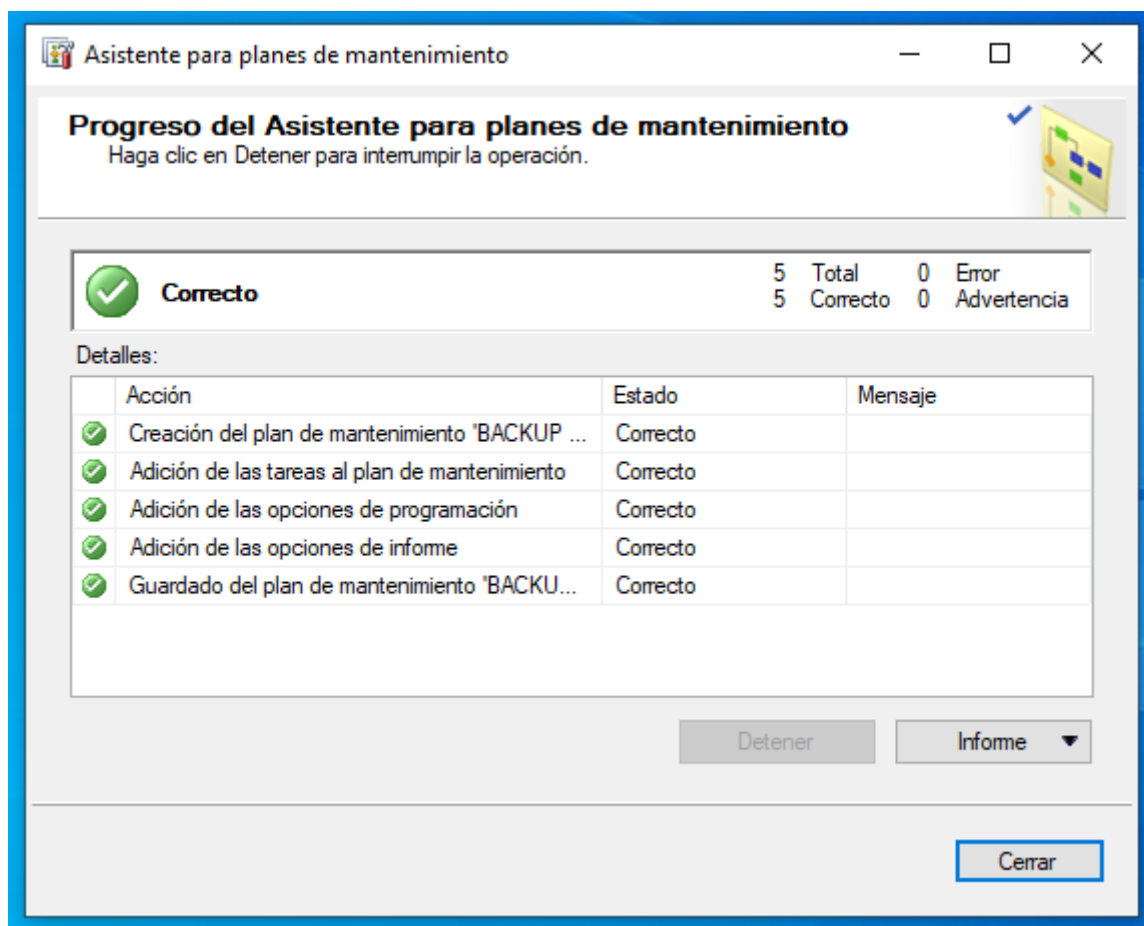 Asistente para planes de mantenimiento
Progreso del Asistente para planes de mantenimiento
Haga clic en Detener para interrumpir la operación.
Correcto
5 Total 0 Error
5 Correcto 0 Advertencia
Detalles:
Acción Estado Mensaje
Creación del plan de mantenimiento "BACKUP ... Correcto
Adición de las tareas al plan de mantenimiento Correcto
Adición de las opciones de programación Correcto
Adición de las opciones de informe Correcto
Guardado del plan de mantenimiento "BACKU... Correcto
Detener Informe
Cerrar